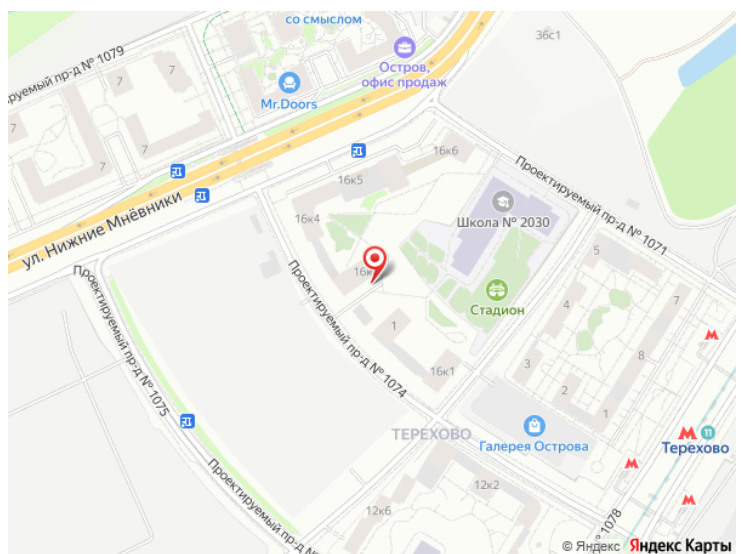 со смыслом
Проектируемый пр-д № 1079
7
7
7
Mr.Doors
Остров,
офис продаж
36с1
ул. Нижние Мнёвники
16к6
16к5
16к4
Проектируемый пр-д № 1071
Школа № 2030
Стадион
5
4
7
3
8
2
1
1
16к1
Проектируемый пр-д № 1074
Проектируемый пр-д № 1075
ТЕРЕХОВО
Галерея Острова
11
Терехово
12к2
12к6
Проектируемый пр-д №
№ 1078
© Яндекс Яндекс Карты